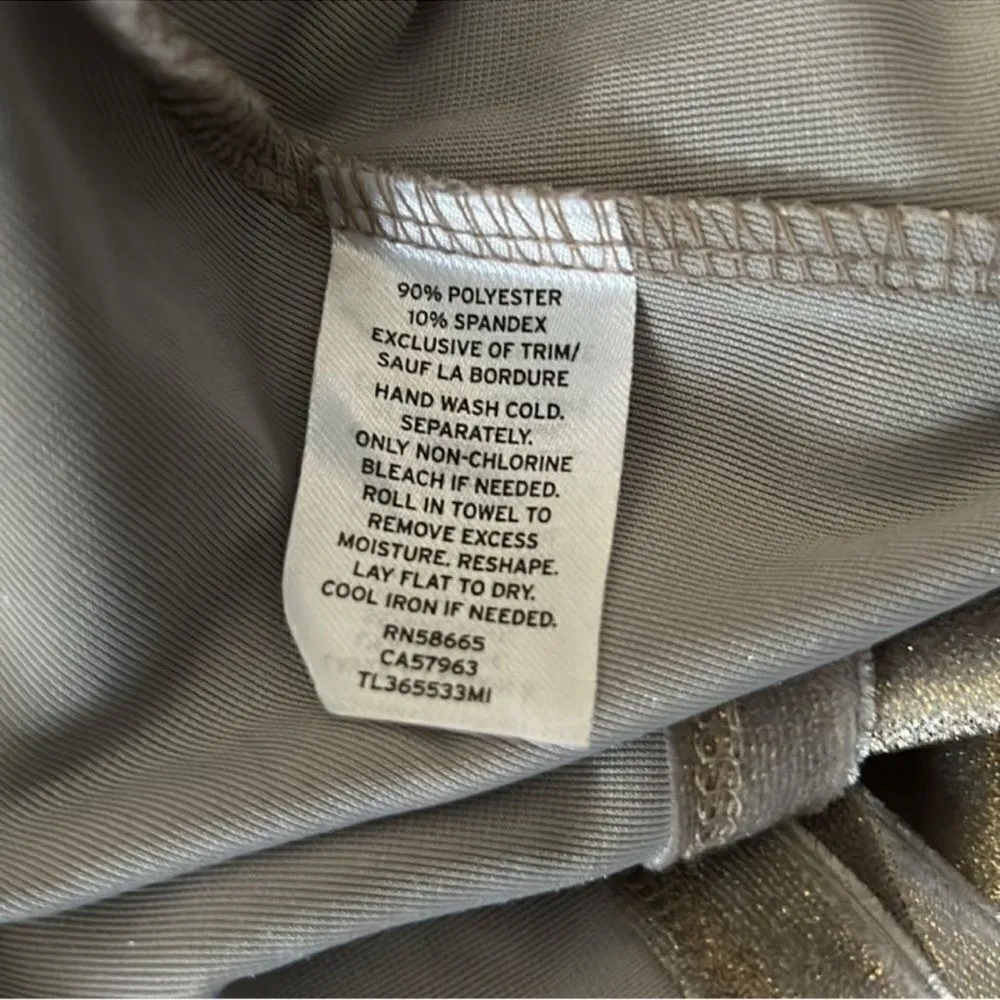 90% POLYESTER
10% SPANDEX
EXCLUSIVE OF TRIM/
SAUF LA BORDURE
HAND WASH COLD.
SEPARATELY.
ONLY NON-CHLORINE
BLEACH IF NEEDED.
ROLL IN TOWEL TO
REMOVE EXCESS
MOISTURE. RESHAPE.
LAY FLAT TO DRY.
COOL IRON IF NEEDED.
RN58665
CA57963
TL365533MI